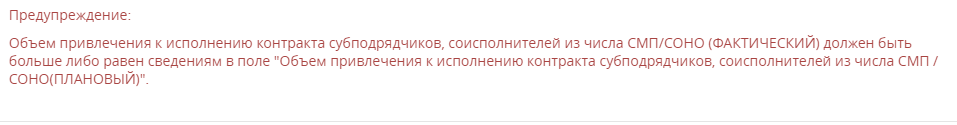 Предупреждение:
Объем привлечения к исполнению контракта субподрядчиков, соисполнителей из числа СМП/СОНО (ФАКТИЧЕСКИЙ) должен быть
больше либо равен сведениям в поле "Объем привлечения к исполнению контракта субподрядчиков, соисполнителей из числа СМП /
СОНО(ПЛАНОВЫЙ)".